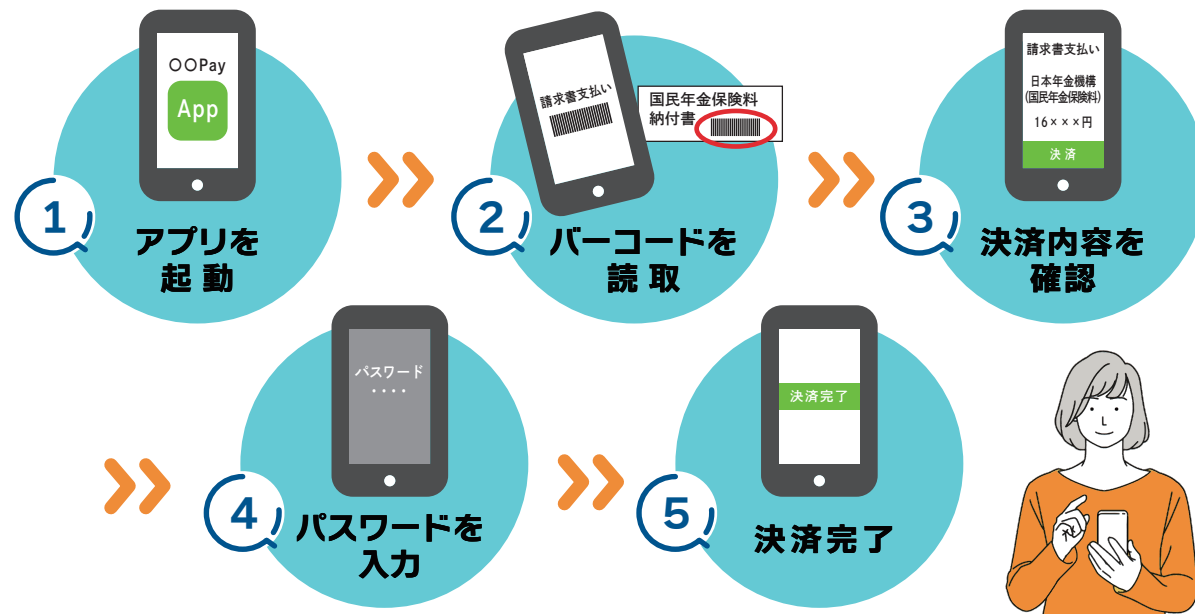 ○○Pay
App
1
アプリを
起動
請求書支払い
国民年金保険料
納付書
2
バーコードを
読取
請求書支払い
日本年金機構
(国民年金保険料)
16×××円
決済
3
決済内容を
確認
パスワード
・・・・
4
パスワードを
入力
決済完了
5
決済完了